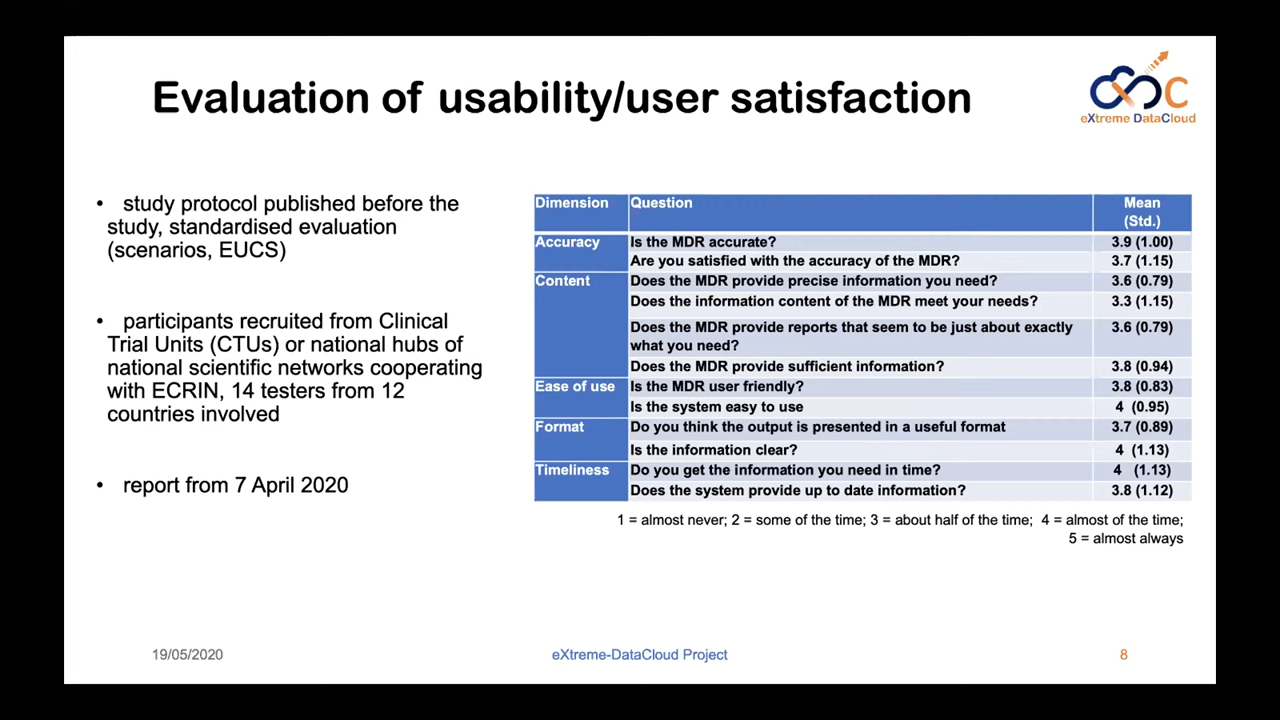 Evaluation of usability/user satisfaction
eXtreme DataCloud
• study protocol published before the
study, standardised evaluation
(scenarios, EUCS)
• participants recruited from Clinical
Trial Units (CTUs) or national hubs of
national scientific networks cooperating
with ECRIN, 14 testers from 12
countries involved
• report from 7 April 2020
Dimension Question Mean
(Std.)
Accuracy Is the MDR accurate? 3.9 (1.00)
Are you satisfied with the accuracy of the MDR? 3.7 (1.15)
Content Does the MDR provide precise information you need? 3.6 (0.79)
Does the information content of the MDR meet your needs? 3.3 (1.15)
Does the MDR provide reports that seem to be just about exactly 3.6 (0.79)
what you need?
Does the MDR provide sufficient information? 3.8 (0.94)
Ease of use Is the MDR user friendly? 3.8 (0.83)
Is the system easy to use 4 (0.95)
Format Do you think the output is presented in a useful format 3.7 (0.89)
Is the information clear? 4 (1.13)
Timeliness Do you get the information you need in time? 4 (1.13)
Does the system provide up to date information? 3.8 (1.12)
1 = almost never; 2 = some of the time; 3 = about half of the time; 4 = almost of the time;
5 = almost always
19/05/2020 eXtreme-DataCloud Project 8